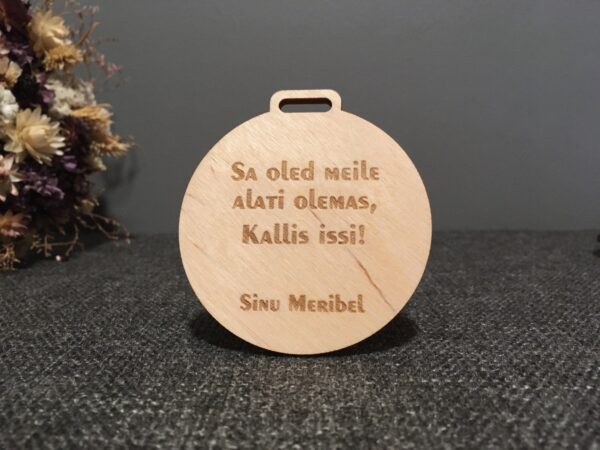 Sa oled meile
alati olemas,
Kallis issi!
Sinu Meribel